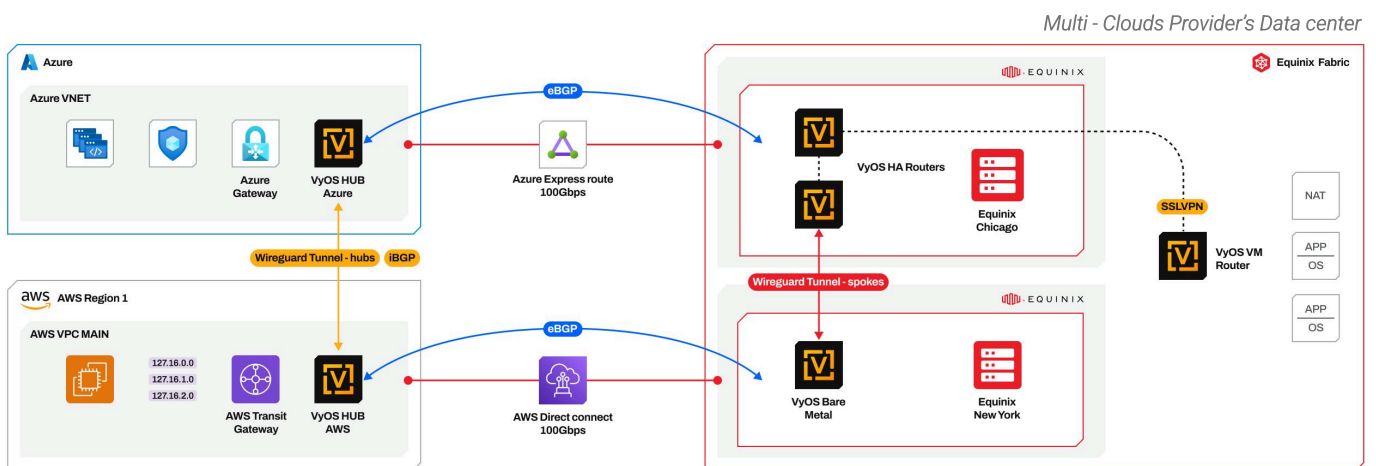 Multi - Clouds Provider's Data center
Azure
Azure VNET
Azure
Gateway
VyOS HUB
Azure
eBGP
Azure Express route
100Gbps
EQUINIX
Equinix Fabric
VyOS HA Routers
Equinix
Chicago
SSLVPN
VyOS VM
Router
NAT
APP
OS
APP
OS
Wireguard Tunnel - hubs
iBGP
Wireguard Tunnel - spokes
aws
AWS Region 1
AWS VPC MAIN
127.16.0.0
127.16.1.0
127.16.2.0
AWS Transit
Gateway
VyOS HUB
AWS
eBGP
AWS Direct connect
100Gbps
EQUINIX
VyOS Bare
Metal
Equinix
New York